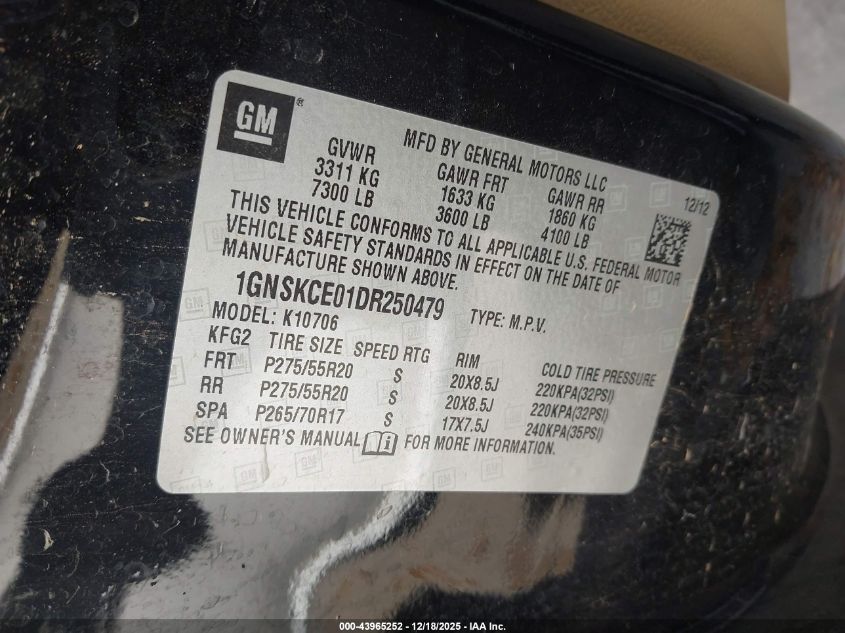 GM ®
MFD BY GENERAL MOTORS LLC
GVWR GAWR FRT GAWR RR 12/12
3311 KG 1633 KG 1860 KG
7300 LB 3600 LB 4100 LB
THIS VEHICLE CONFORMS TO ALL APPLICABLE U.S. FEDERAL MOTOR
VEHICLE SAFETY STANDARDS IN EFFECT ON THE DATE OF
MANUFACTURE SHOWN ABOVE.
1GNSKCE01DR250479 TYPE: M.P.V.
MODEL: K10706
KFG2 TIRE SIZE SPEED RTG RIM COLD TIRE PRESSURE
FRT P275/55R20 S 20X8.5J 220KPA(32PSI)
RR P275/55R20 S 20X8.5J 220KPA(32PSI)
SPA P265/70R17 S 17X7.5J 240KPA(35PSI)
SEE OWNER'S MANUAL i FOR MORE INFORMATION.
000-43965252 - 12/18/2025 - IAA Inc.